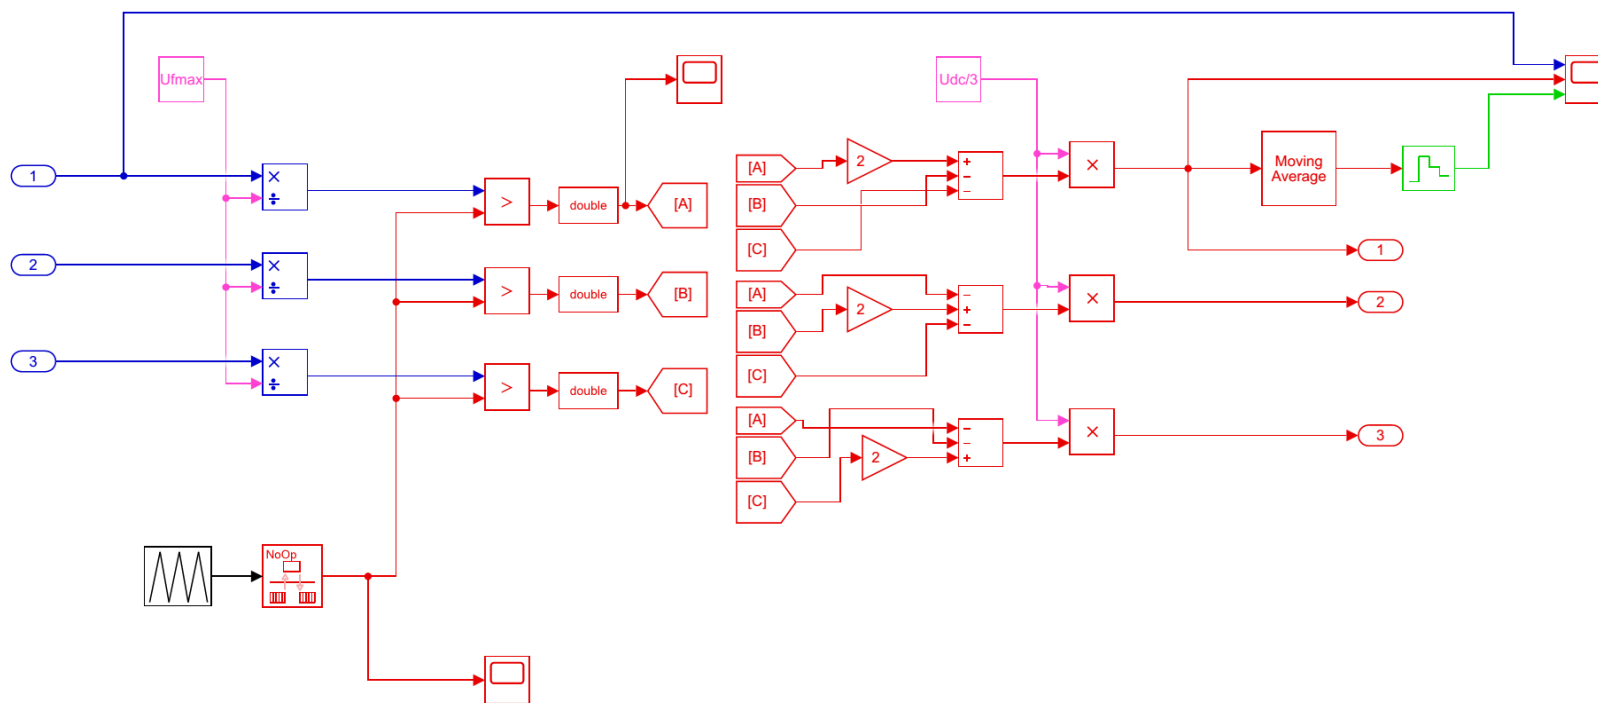 Ufmax
Udc/3
1
× ÷
>
double
[A]
2
× ÷
>
double
[B]
3
× ÷
>
double
[C]
NoOp
[A]
2
[B]
[C]
+
−
−
×
Moving
Average
1
[A]
[B]
2
[C]
−
+
−
×
2
[A]
[B]
2
[C]
−
−
+
×
3